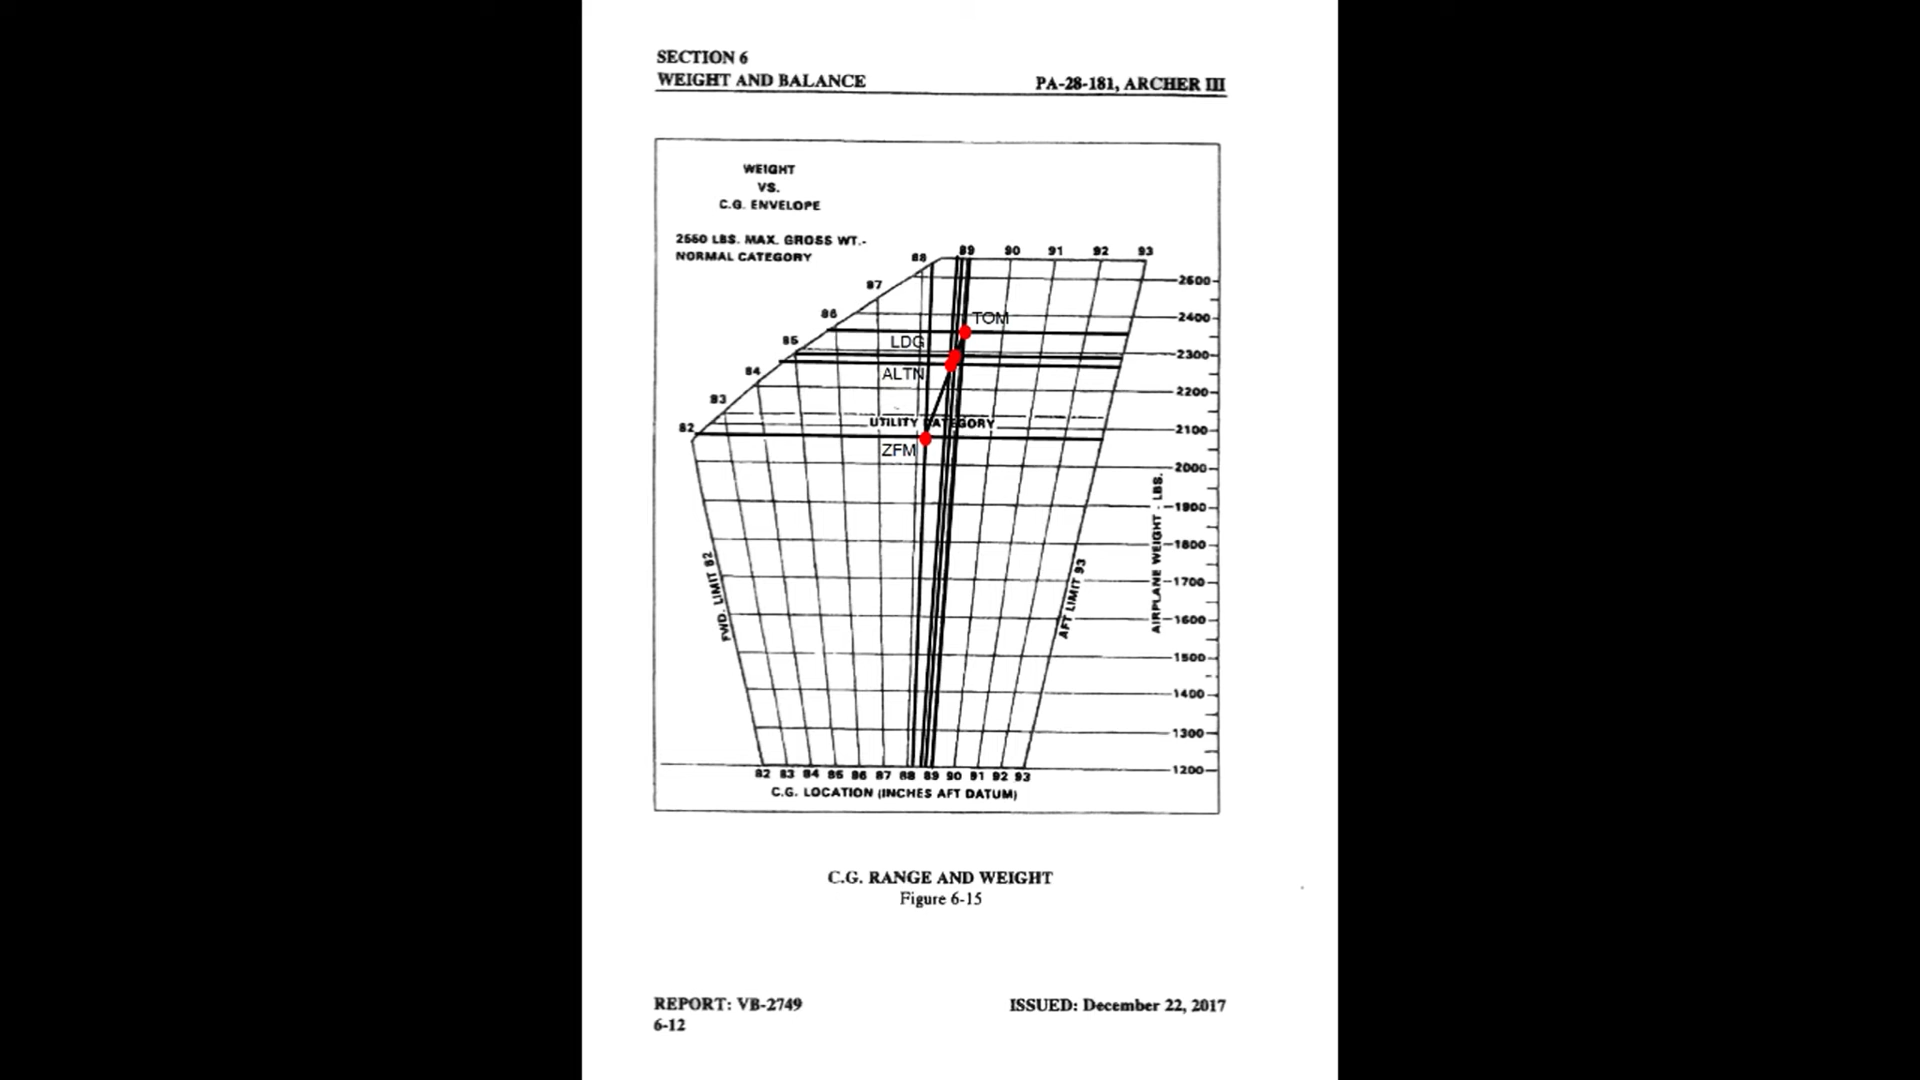 SECTION 6
WEIGHT AND BALANCE PA-28-181, ARCHER III
WEIGHT
VS.
C.G. ENVELOPE
2550 LBS. MAX. GROSS WT.-
NORMAL CATEGORY
82 83 84 85 86 87 88 89 90 91 92 93
TOM
LDG
ALTN
UTILITY CATEGORY
ZFM
2500
2400
2300
2200
2100
2000
1900
1800
1700
1600
1500
1400
1300
1200
FWD. LIMIT 82
AFT LIMIT 93
AIRPLANE WEIGHT - LBS.
82 83 84 85 86 87 88 89 90 91 92 93
C.G. LOCATION (INCHES AFT DATUM)
C.G. RANGE AND WEIGHT
Figure 6-15
REPORT: VB-2749 ISSUED: December 22, 2017
6-12